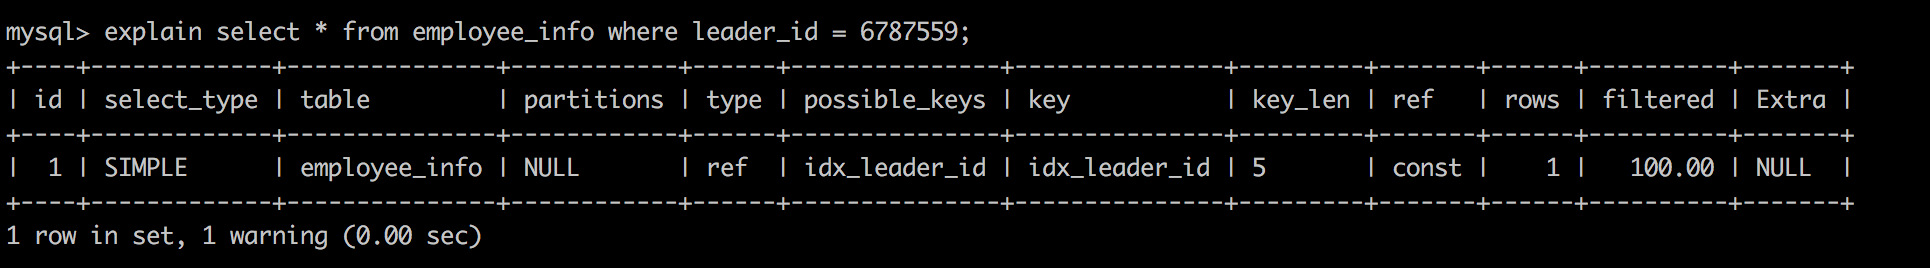 mysql> explain select * from employee_info where leader_id = 6787559;
+----+-------------+---------------+------------+------+---------------+---------------+---------+-------+------+----------+-------+
| id | select_type | table         | partitions | type | possible_keys | key           | key_len | ref   | rows | filtered | Extra |
+----+-------------+---------------+------------+------+---------------+---------------+---------+-------+------+----------+-------+
|  1 | SIMPLE      | employee_info | NULL       | ref  | idx_leader_id | idx_leader_id | 5       | const |    1 |   100.00 | NULL  |
+----+-------------+---------------+------------+------+---------------+---------------+---------+-------+------+----------+-------+
1 row in set, 1 warning (0.00 sec)